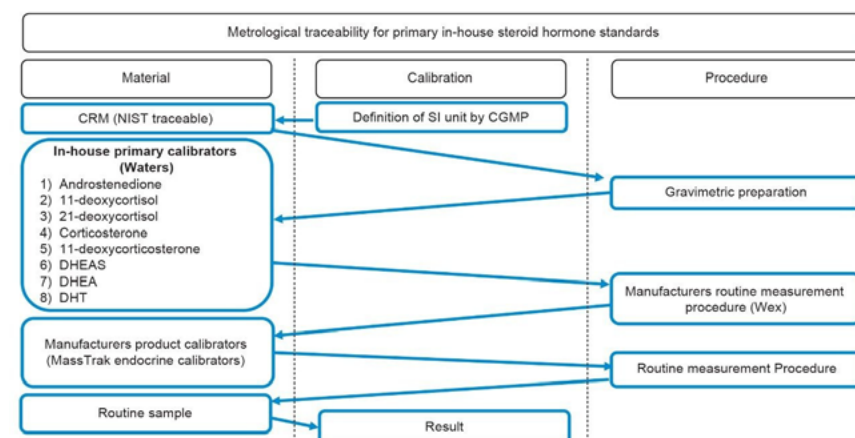 Metrological traceability for primary in-house steroid hormone standards
Material
Calibration
Procedure
CRM (NIST traceable)
Definition of SI unit by CGMP
In-house primary calibrators
(Waters)
1) Androstenedione
2) 11-deoxycortisol
3) 21-deoxycortisol
4) Corticosterone
5) 11-deoxycorticosterone
6) DHEAS
7) DHEA
8) DHT
Gravimetric preparation
Manufacturers routine measurement
procedure (Wex)
Manufacturers product calibrators
(MassTrak endocrine calibrators)
Routine measurement Procedure
Routine sample
Result